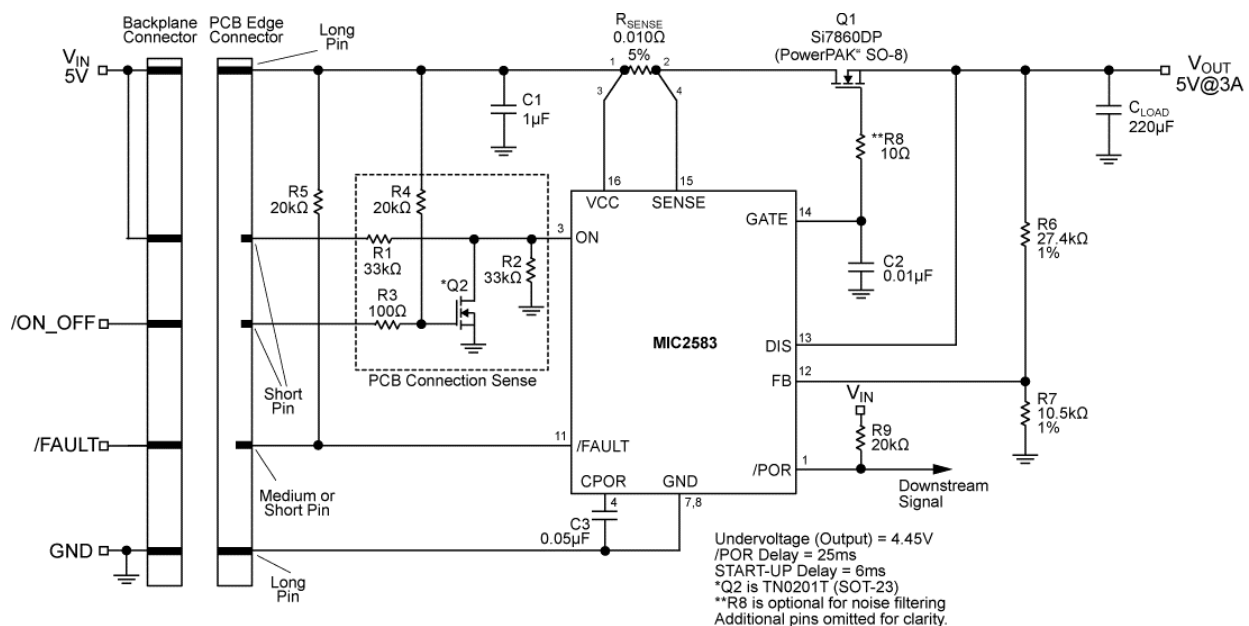 Backplane
Connector
PCB Edge
Connector
Long
Pin
VIN
5V
RSENSE
0.010Ω
5%
1
2
3
4
Q1
Si7860DP
(PowerPAK® SO-8)
VOUT
5V@3A
C1
1µF
CLOAD
220µF
**R8
10Ω
R5
20kΩ
R4
20kΩ
16
VCC
15
SENSE
GATE
14
R6
27.4kΩ
1%
C2
0.01µF
R1
33kΩ
3
ON
R2
33kΩ
*Q2
R3
100Ω
/ON_OFF
PCB Connection Sense
MIC2583
DIS
13
FB
12
Short
Pin
VIN
R7
10.5kΩ
1%
R9
20kΩ
/FAULT
11
/FAULT
/POR
1
Downstream
Signal
Medium or
Short Pin
CPOR
GND
4
7,8
C3
0.05µF
GND
Long
Pin
Undervoltage (Output) = 4.45V
/POR Delay = 25ms
START-UP Delay = 6ms
*Q2 is TN0201T (SOT-23)
**R8 is optional for noise filtering
Additional pins omitted for clarity.